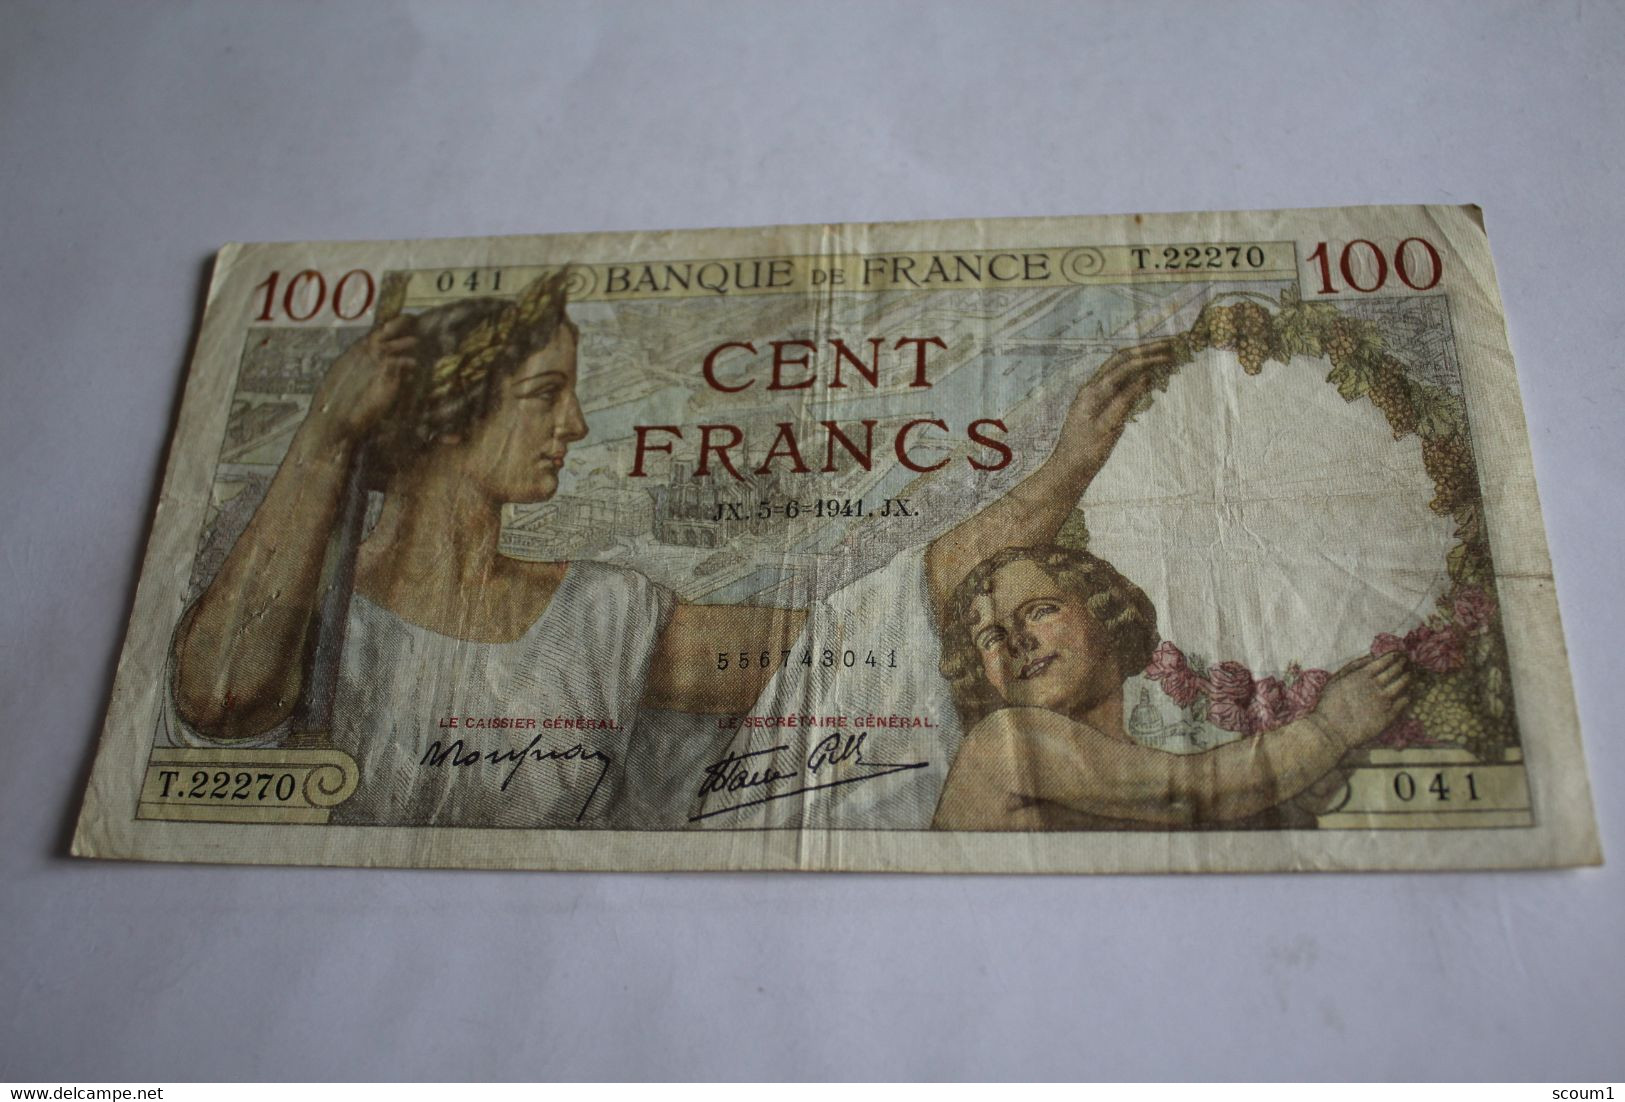 100 041 BANQUE DE FRANCE T.22270 100
CENT
FRANCS
JX. 5=6=1941. JX.
556743041
LE CAISSIER GÉNÉRAL. LE SECRÉTAIRE GÉNÉRAL.
T.22270 041
delcampe.net
scoum1